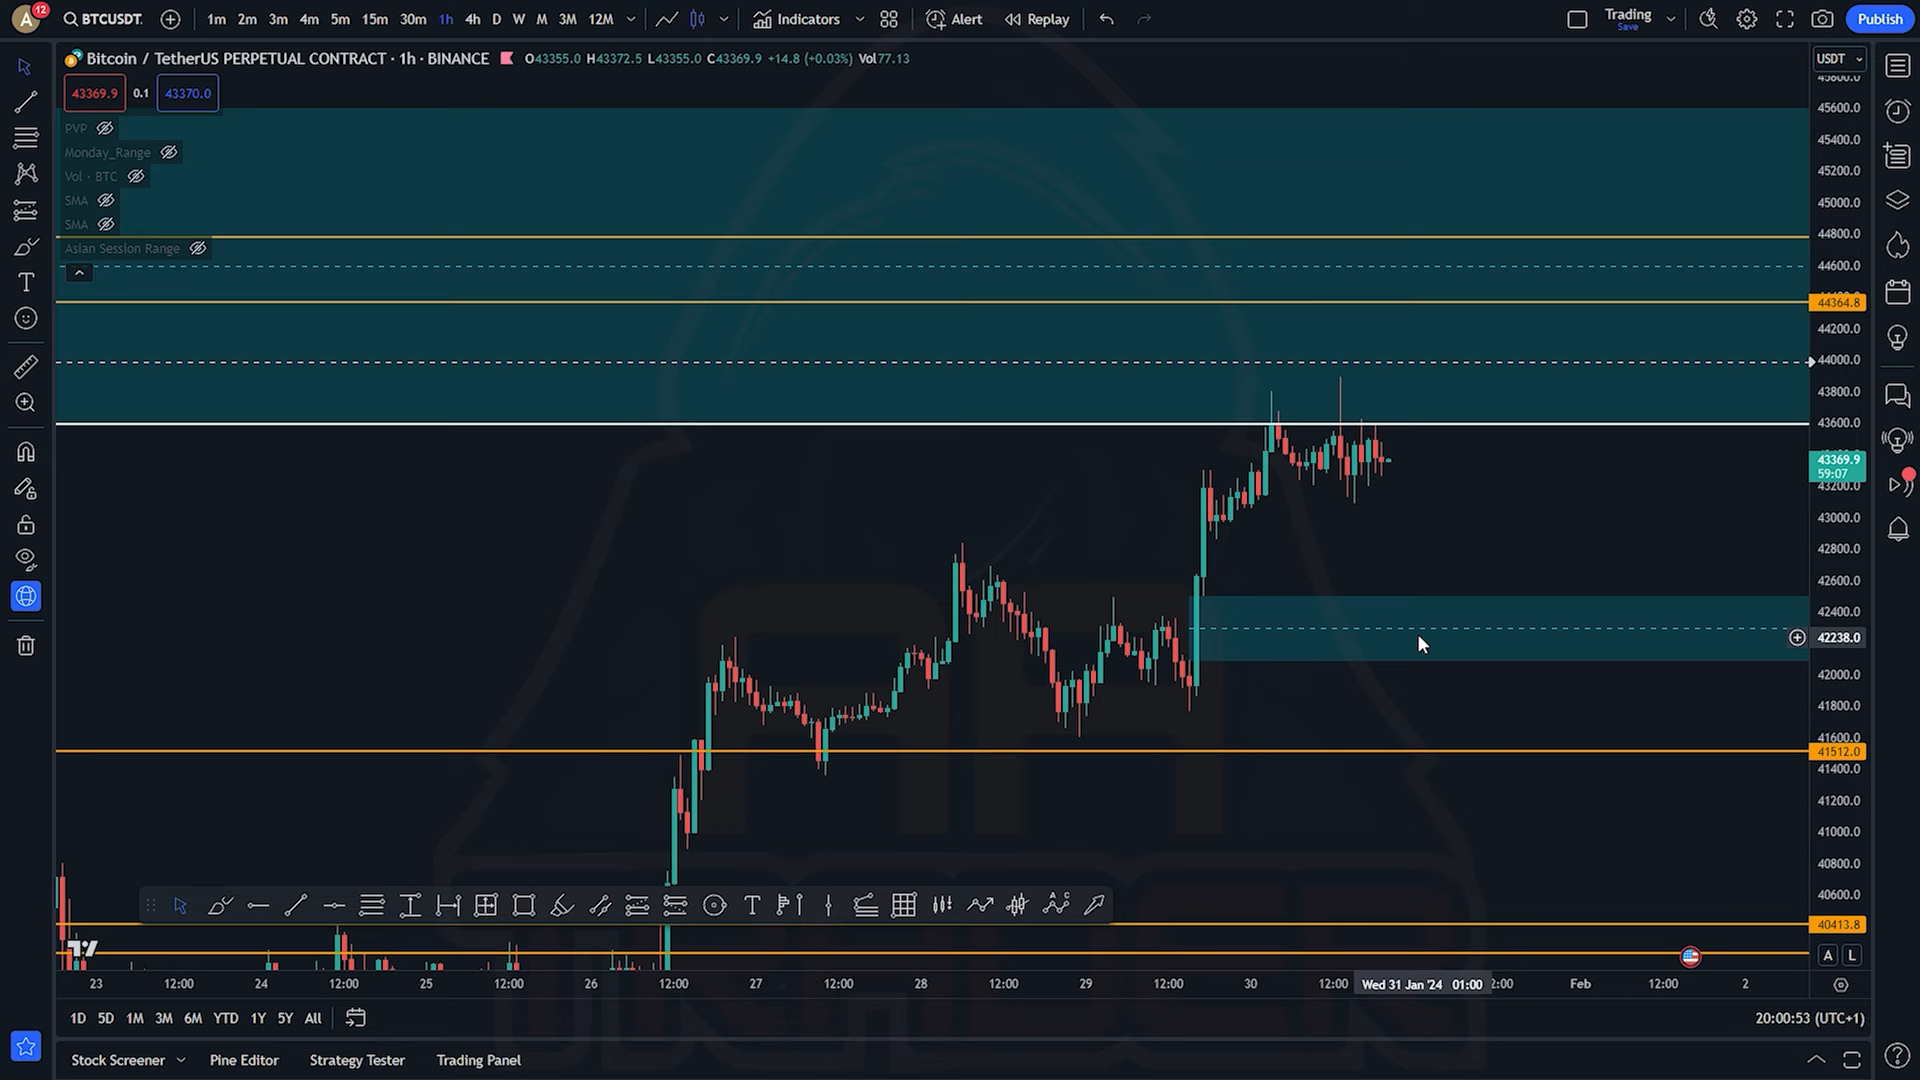 A 12 BTCUSDT. 1m 2m 3m 4m 5m 15m 30m 1h 4h D W M 3M 12M Indicators Alert Replay Trading Save Publish
Bitcoin / TetherUS PERPETUAL CONTRACT · 1h · BINANCE O43355.0 H43372.5 L43355.0 C43369.9 +14.8 (+0.03%) Vol77.13 USDT
45800.0
43369.9 0.1 43370.0
45600.0
PVP
45400.0
Monday_Range
Vol · BTC
45200.0
SMA
45000.0
SMA
44800.0
Asian Session Range
44600.0
44364.8
44200.0
44000.0
43800.0
43600.0
43369.9
59:07
43200.0
43000.0
42800.0
42600.0
42400.0
42238.0
42000.0
41800.0
41600.0
41512.0
41400.0
41200.0
41000.0
40800.0
40600.0
40413.8
A L
23 12:00 24 12:00 25 12:00 26 12:00 27 12:00 28 12:00 29 12:00 30 12:00 Wed 31 Jan '24 01:00 2:00 Feb 12:00 2
1D 5D 1M 3M 6M YTD 1Y 5Y All 20:00:53 (UTC+1)
Stock Screener Pine Editor Strategy Tester Trading Panel